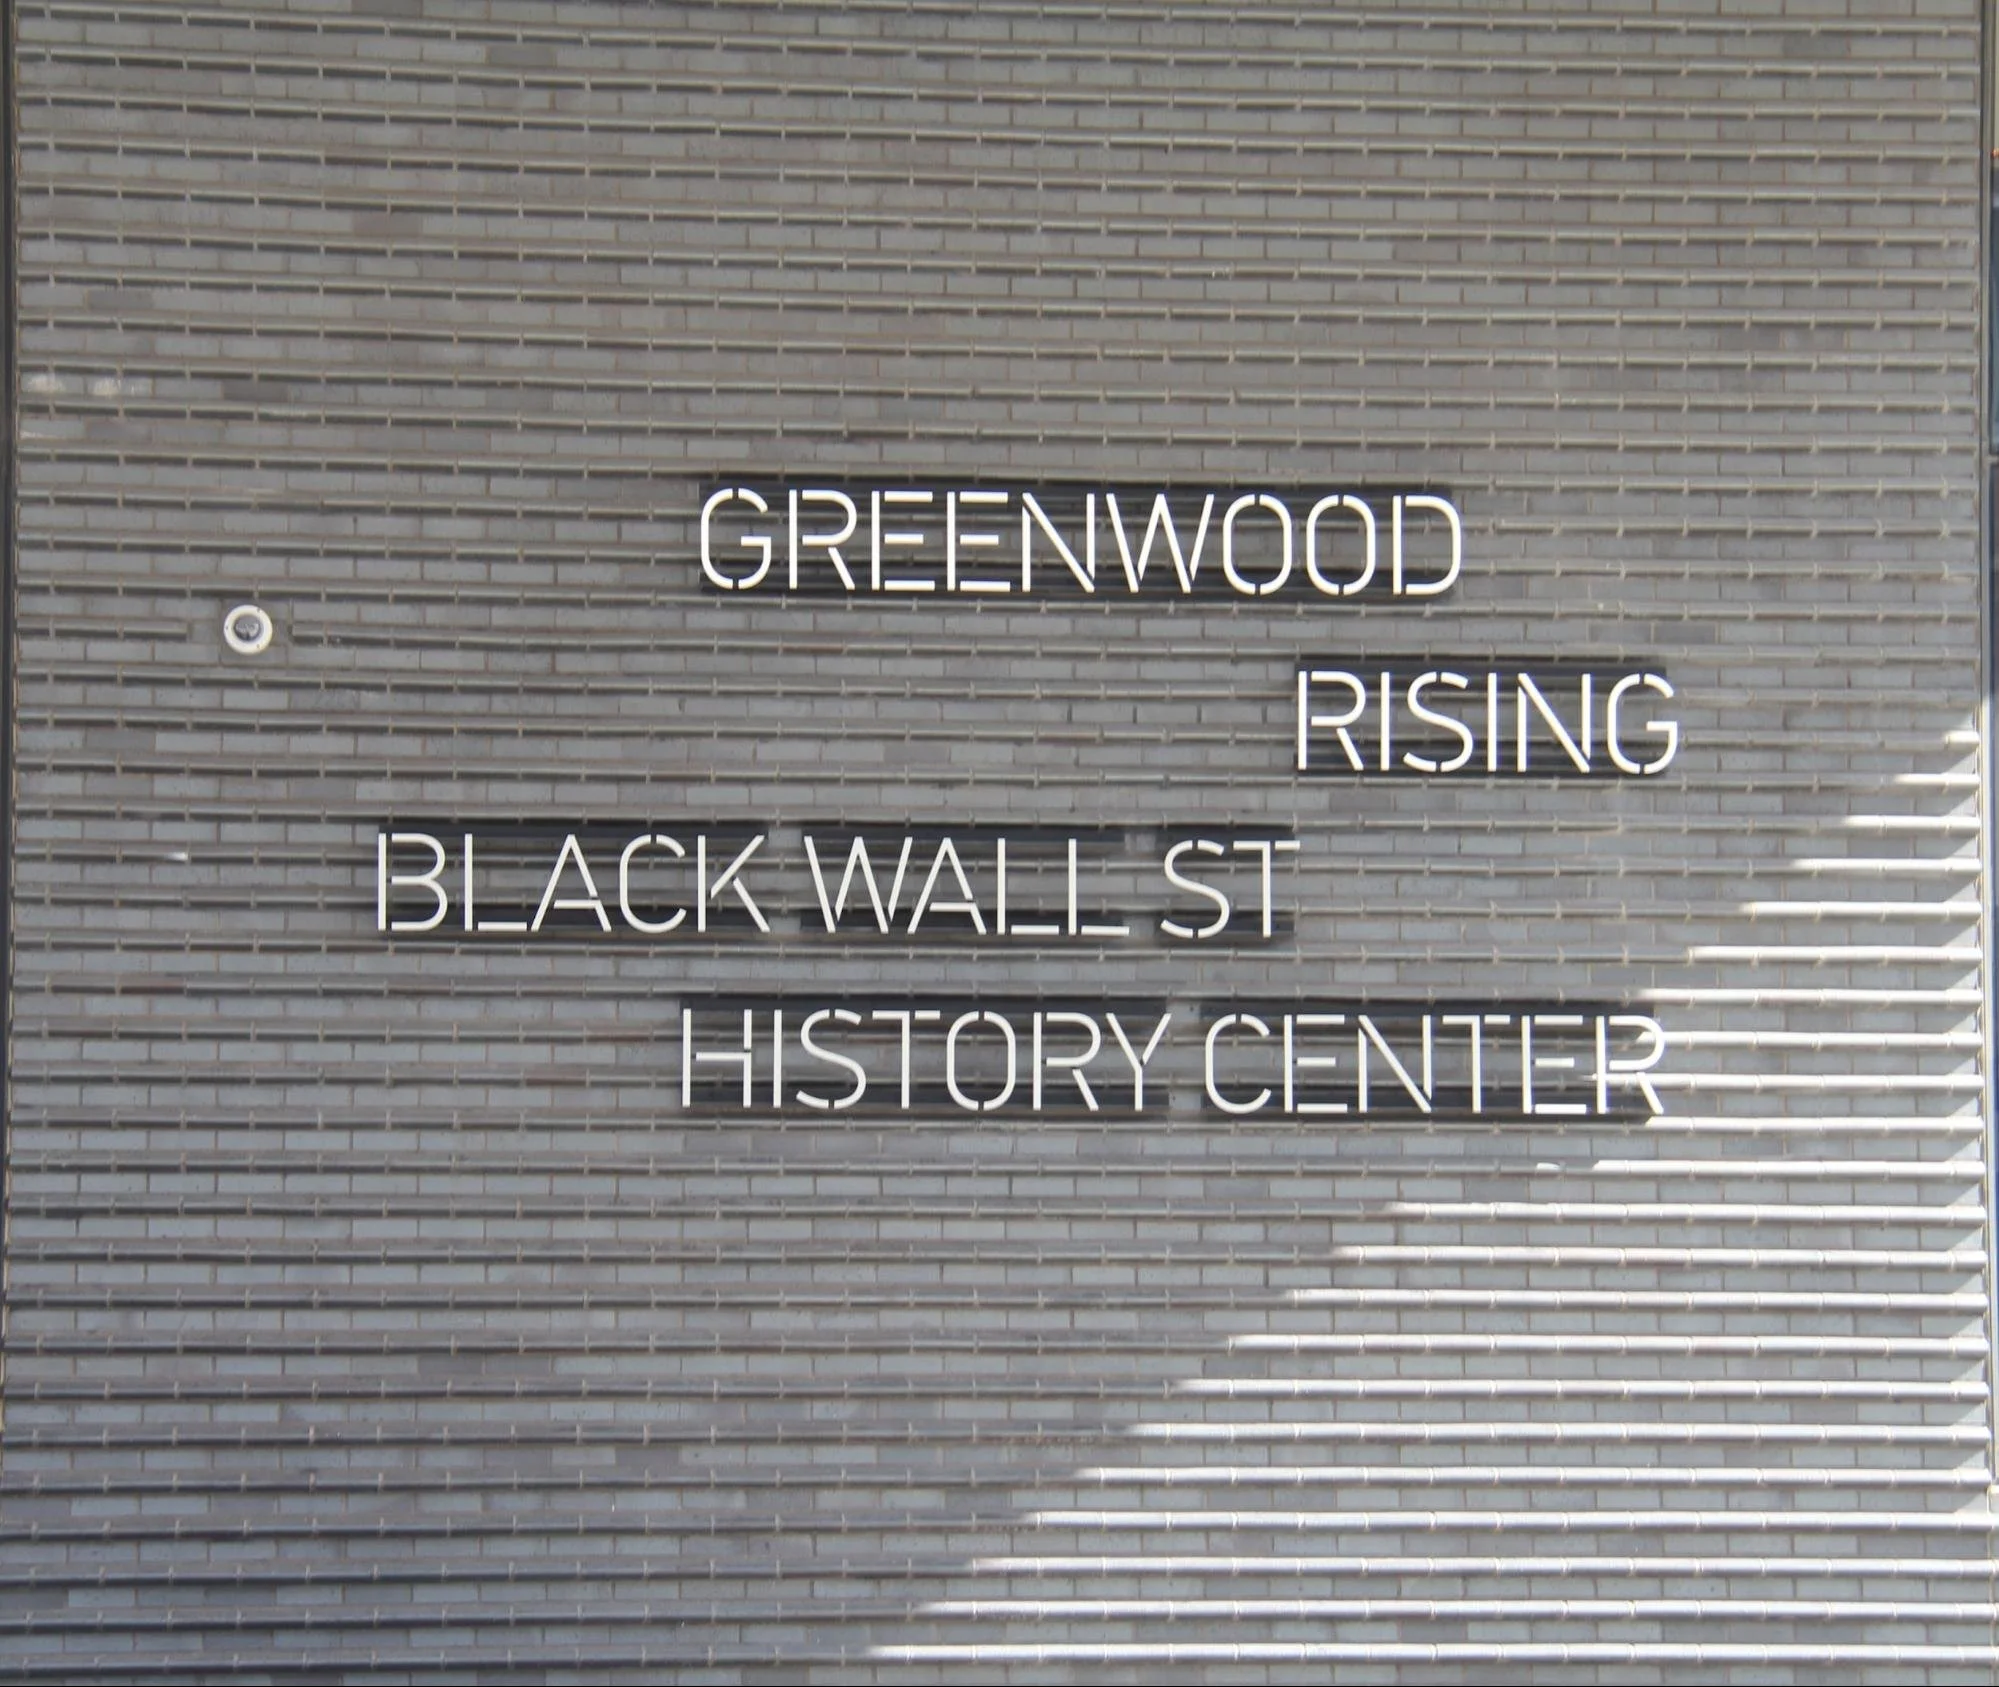 GREENWOOD
RISING
BLACK WALL ST
HISTORY CENTER